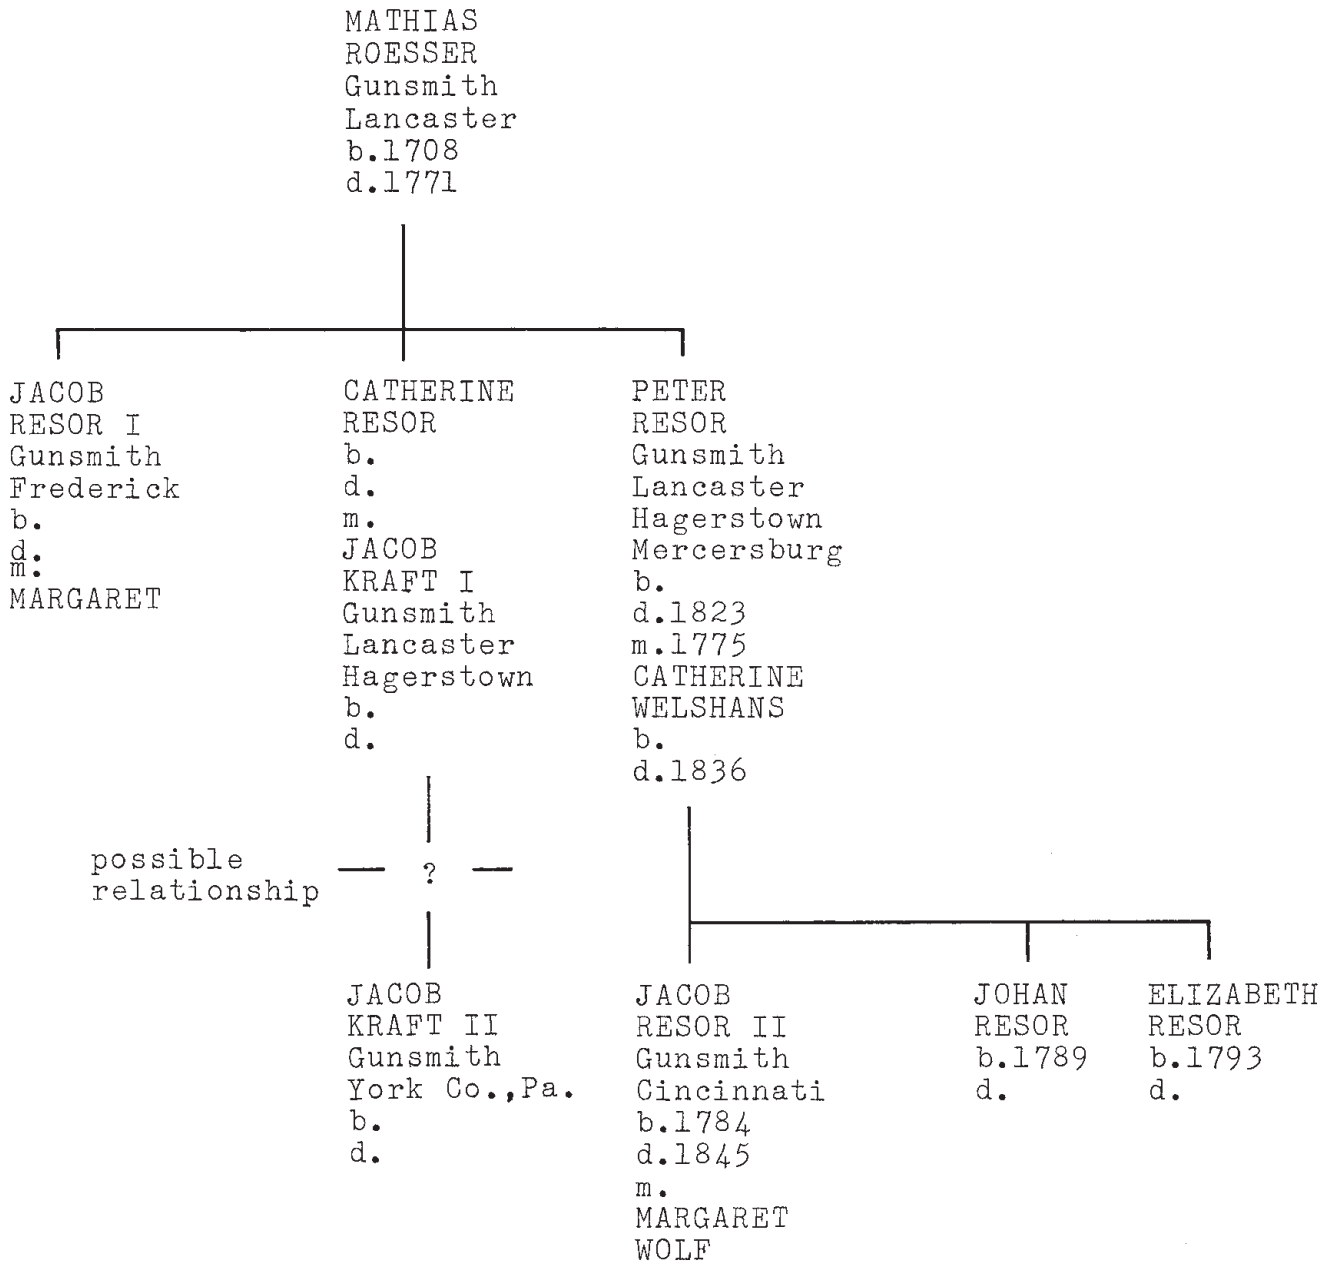 MATHIAS
ROESSER
Gunsmith
Lancaster
b.1708
d.1771
JACOB
RESOR I
Gunsmith
Frederick
b.
d.
m.
MARGARET
CATHERINE
RESOR
b.
d.
m.
JACOB
KRAFT I
Gunsmith
Lancaster
Hagerstown
b.
d.
PETER
RESOR
Gunsmith
Lancaster
Hagerstown
Mercersburg
b.
d.1823
m.1775
CATHERINE
WELSHANS
b.
d.1836
possible
relationship
?
JACOB
KRAFT II
Gunsmith
York Co.,Pa.
b.
d.
JACOB
RESOR II
Gunsmith
Cincinnati
b.1784
d.1845
m.
MARGARET
WOLF
JOHAN
RESOR
b.1789
d.
ELIZABETH
RESOR
b.1793
d.